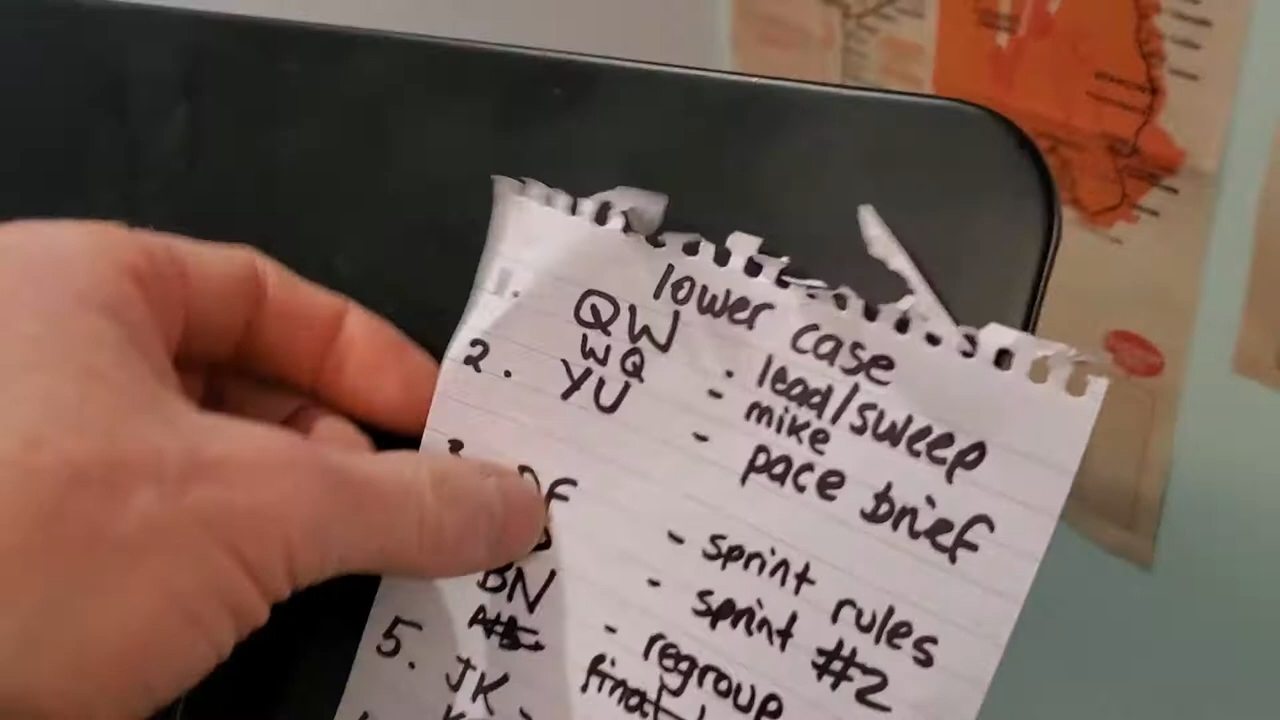 lower case
1. QW - lead/sweep
WQ - mike
2. YU - pace brief
DF - sprint rules
- sprint #2
BN - regroup
final
5. JK -